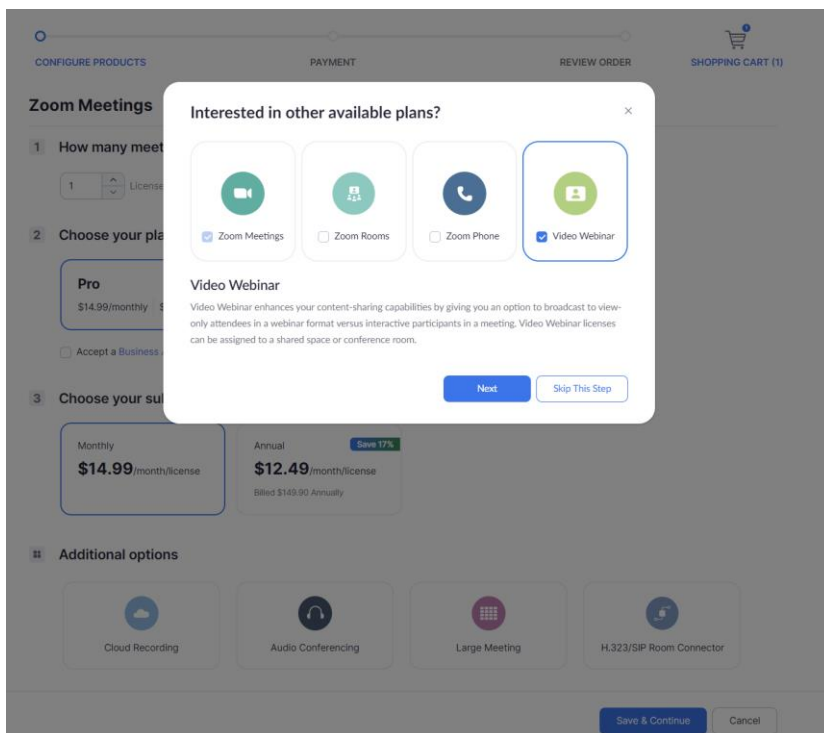 CONFIGURE PRODUCTS
PAYMENT
REVIEW ORDER
SHOPPING CART (1)
Zoom Meetings
Interested in other available plans?
Zoom Meetings
Zoom Rooms
Zoom Phone
Video Webinar
Video Webinar
Video Webinar enhances your content-sharing capabilities by giving you an option to broadcast to view-
only attendees in a webinar format versus interactive participants in a meeting. Video Webinar licenses
can be assigned to a shared space or conference room.
Next
Skip This Step
1 How many meet
1
License
2 Choose your pla
Pro
$14.99/monthly
Accept a Business
3 Choose your su
Monthly
$14.99/month/license
Annual
Save 17%
$12.49/month/license
Billed $149.90 Annually
Additional options
Cloud Recording
Audio Conferencing
Large Meeting
H.323/SIP Room Connector
Save & Continue
Cancel